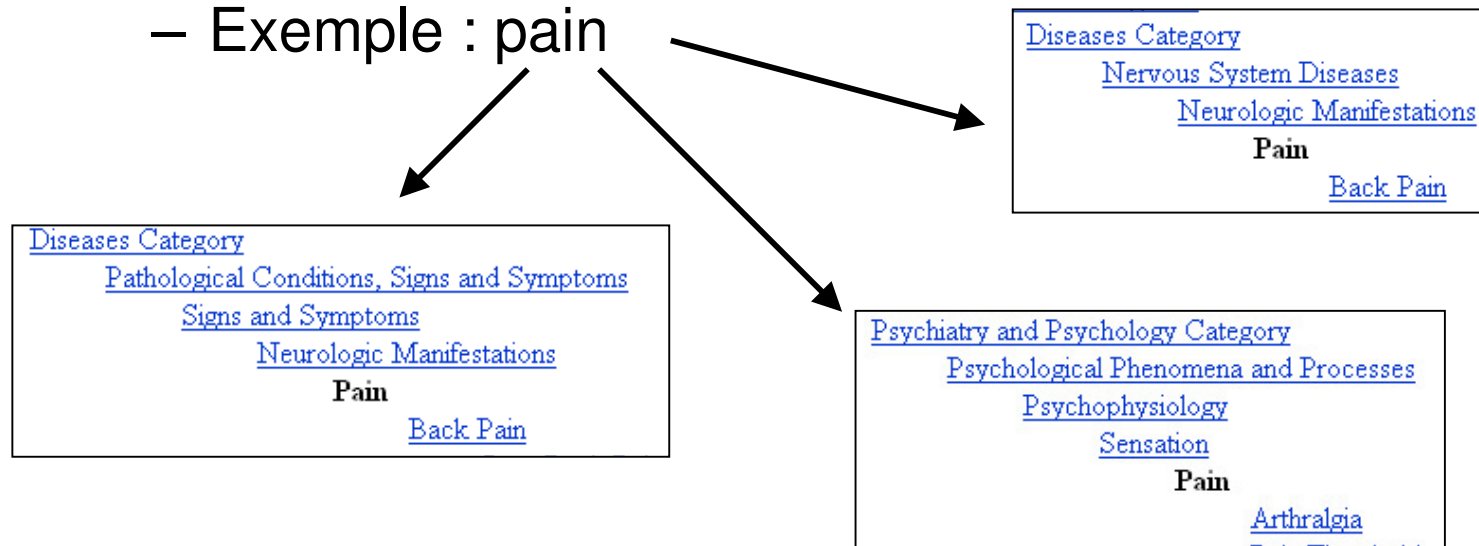 – Exemple : pain
Diseases Category
Nervous System Diseases
Neurologic Manifestations
Pain
Back Pain
Diseases Category
Pathological Conditions, Signs and Symptoms
Signs and Symptoms
Neurologic Manifestations
Pain
Back Pain
Psychiatry and Psychology Category
Psychological Phenomena and Processes
Psychophysiology
Sensation
Pain
Arthralgia